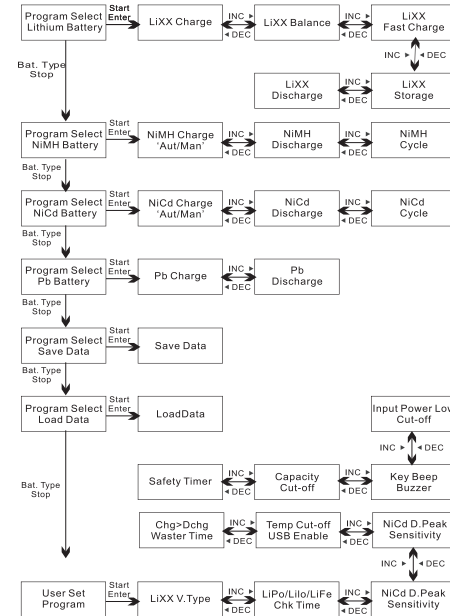 Program Select
Lithium Battery
Start
Enter
LiXX Charge
INC ►
◄ DEC
LiXX Balance
INC ►
◄ DEC
LiXX
Fast Charge
INC ► ◄ DEC
Bat. Type
Stop
LiXX
Discharge
INC ►
◄ DEC
LiXX
Storage
Program Select
NiMH Battery
Start
Enter
NiMH Charge
'Aut/Man'
INC ►
◄ DEC
NiMH
Discharge
INC ►
◄ DEC
NiMH
Cycle
Bat. Type
Stop
Program Select
NiCd Battery
Start
Enter
NiCd Charge
'Aut/Man'
INC ►
◄ DEC
NiCd
Discharge
INC ►
◄ DEC
NiCd
Cycle
Bat. Type
Stop
Program Select
Pb Battery
Start
Enter
Pb Charge
INC ►
◄ DEC
Pb
Discharge
Bat. Type
Stop
Program Select
Save Data
Start
Enter
Save Data
Bat. Type
Stop
Program Select
Load Data
Start
Enter
LoadData
Input Power Low
Cut-off
INC ► ◄ DEC
Bat. Type
Stop
Safety Timer
INC ►
◄ DEC
Capacity
Cut-off
INC ►
◄ DEC
Key Beep
Buzzer
Chg>Dchg
Waster Time
INC ►
◄ DEC
Temp Cut-off
USB Enable
INC ►
◄ DEC
NiCd D.Peak
Sensitivity
INC ► ◄ DEC
User Set
Program
Start
Enter
LiXX V.Type
INC ►
◄ DEC
LiPo/LiIo/LiFe
Chk Time
INC ►
◄ DEC
NiCd D.Peak
Sensitivity